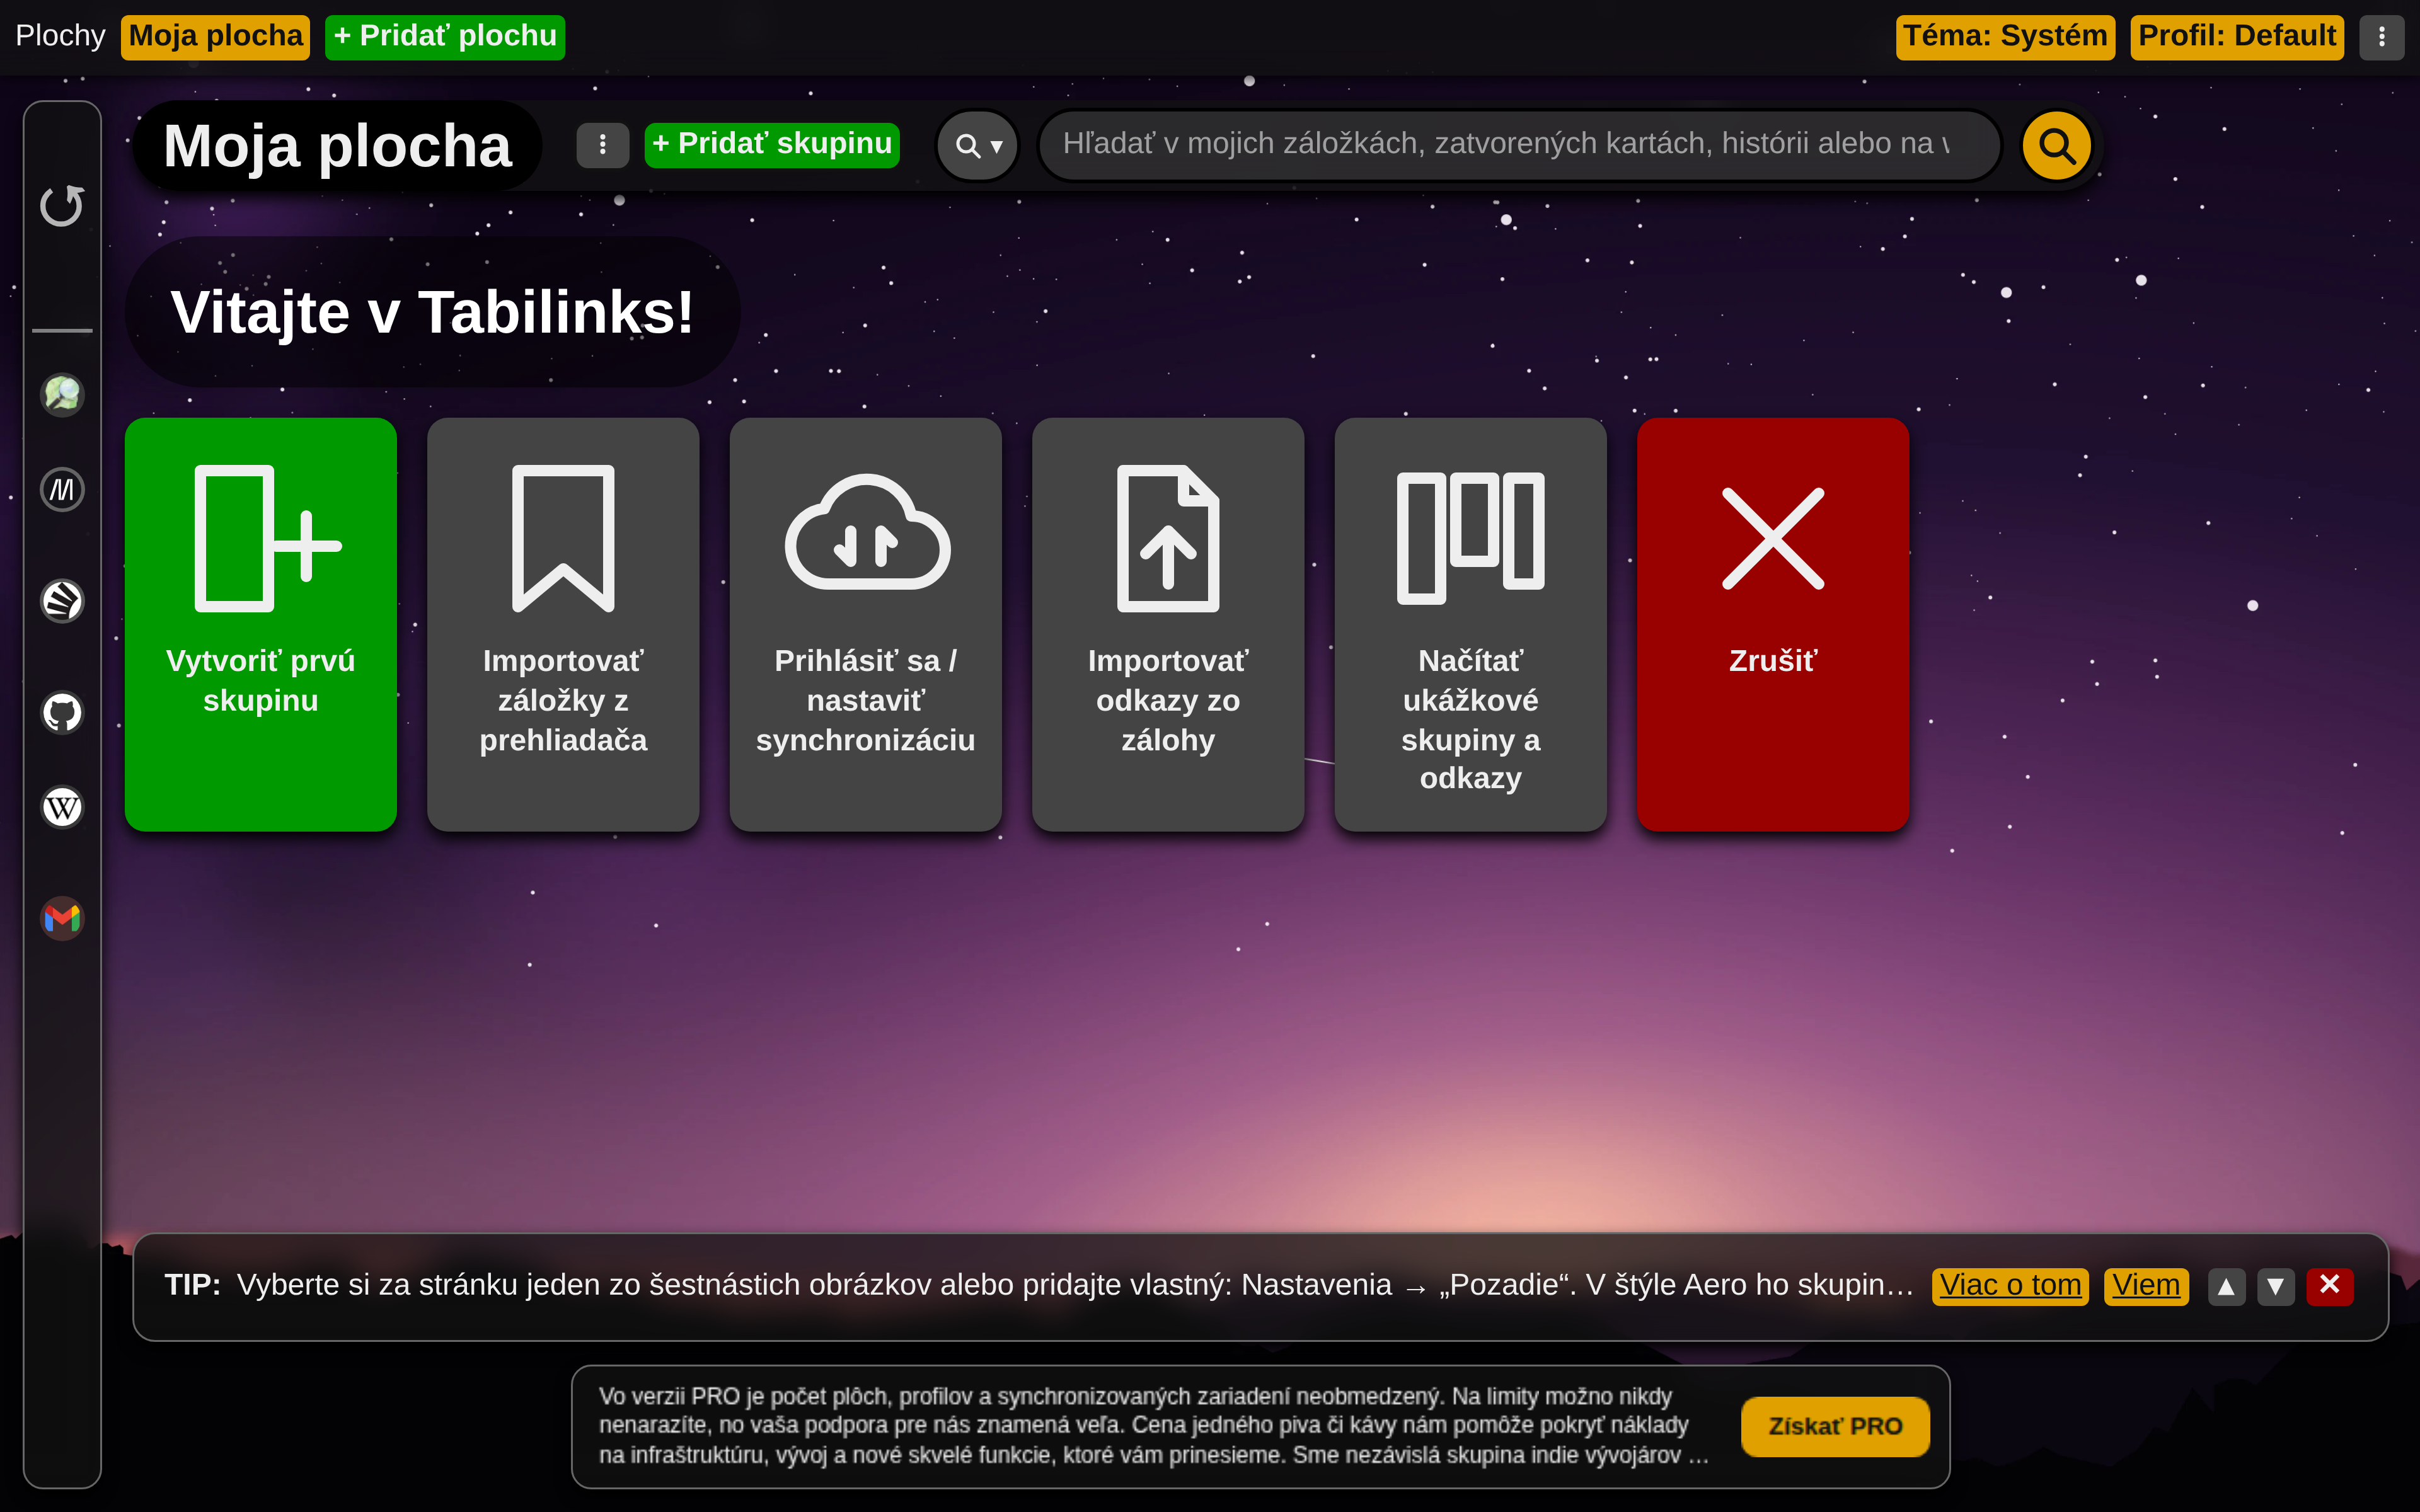 Plochy Moja plocha + Pridať plochu Téma: Systém Profil: Default
Moja plocha + Pridať skupinu Hľadať v mojich záložkách, zatvorených kartách, histórii alebo na
Vitajte v Tabilinks!
Vytvoriť prvú
skupinu
Importovať
záložky z
prehliadača
Prihlásiť sa /
nastaviť
synchronizáciu
Importovať
odkazy zo
zálohy
Načítať
ukážkové
skupiny a
odkazy
Zrušiť
TIP: Vyberte si za stránku jeden zo šestnástich obrázkov alebo pridajte vlastný: Nastavenia → „Pozadie“. V štýle Aero ho skupin… Viac o tom Viem
Vo verzii PRO je počet plôch, profilov a synchronizovaných zariadení neobmedzený. Na limity možno nikdy
nenarazíte, no vaša podpora pre nás znamená veľa. Cena jedného piva či kávy nám pomôže pokryť náklady
na infraštruktúru, vývoj a nové skvelé funkcie, ktoré vám prinesieme. Sme nezávislá skupina indie vývojárov …
Získať PRO